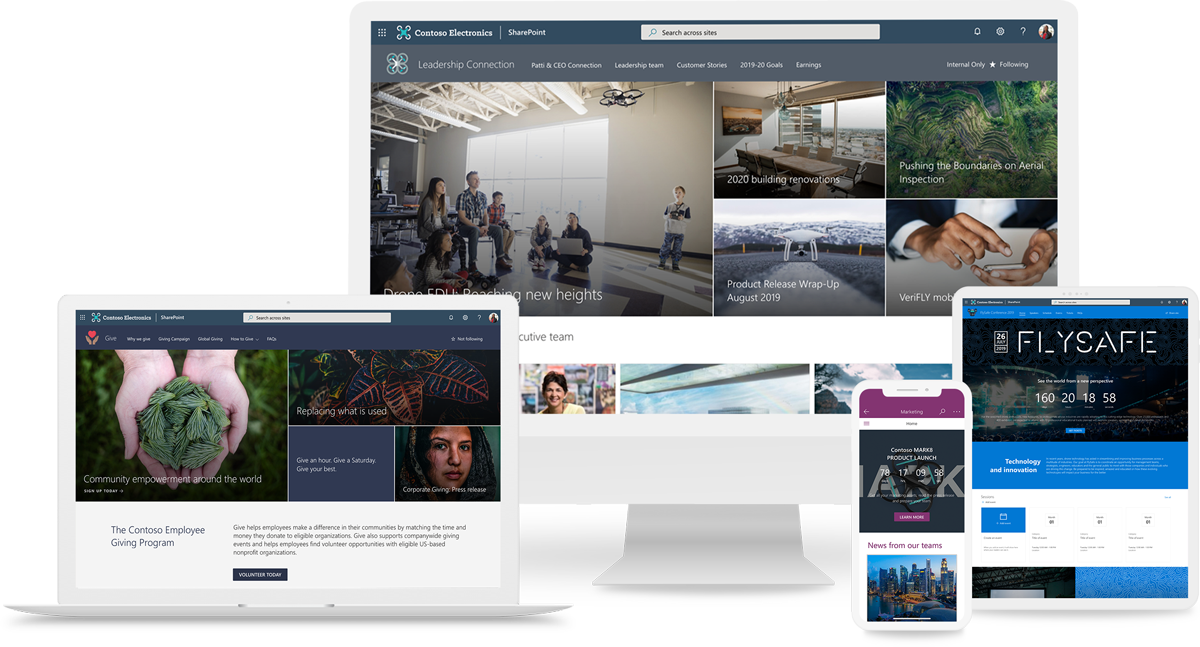 Contoso Electronics
SharePoint
Search across sites
?
Leadership Connection
Patti & CEO Connection
Leadership team
Customer Stories
2019-20 Goals
Earnings
Internal Only
Following
Drone EDU: Reaching new heights
2020 building renovations
Pushing the Boundaries on Aerial
Inspection
Product Release Wrap-Up
August 2019
VeriFLY mob
cutive team
Contoso Electronics
SharePoint
Search across sites
?
Give
Why we give
Giving Campaign
Global Giving
How to Give
FAQs
Not following
Community empowerment around the world
SIGN UP TODAY
Replacing what is used
Give an hour. Give a Saturday.
Give your best.
Corporate Giving: Press release
The Contoso Employee
Giving Program
Give helps employees make a difference in their communities by matching the time and
money they donate to eligible organizations. Give also supports companywide giving
events and helps employees find volunteer opportunities with eligible US-based
nonprofit organizations.
VOLUNTEER TODAY
Marketing
Home
Contoso MARK8
PRODUCT LAUNCH
78 17 09 58
LEARN MORE
News from our teams
Contoso Electronics
SharePoint
Search across sites
26
JULY
2019
FLYSAFE
See the world from a new perspective
160 20 18 58
Technology
and innovation
Sessions